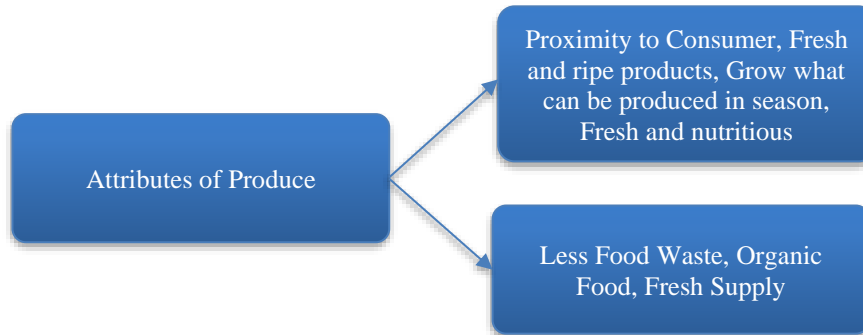 Attributes of Produce
Proximity to Consumer, Fresh
and ripe products, Grow what
can be produced in season,
Fresh and nutritious
Less Food Waste, Organic
Food, Fresh Supply